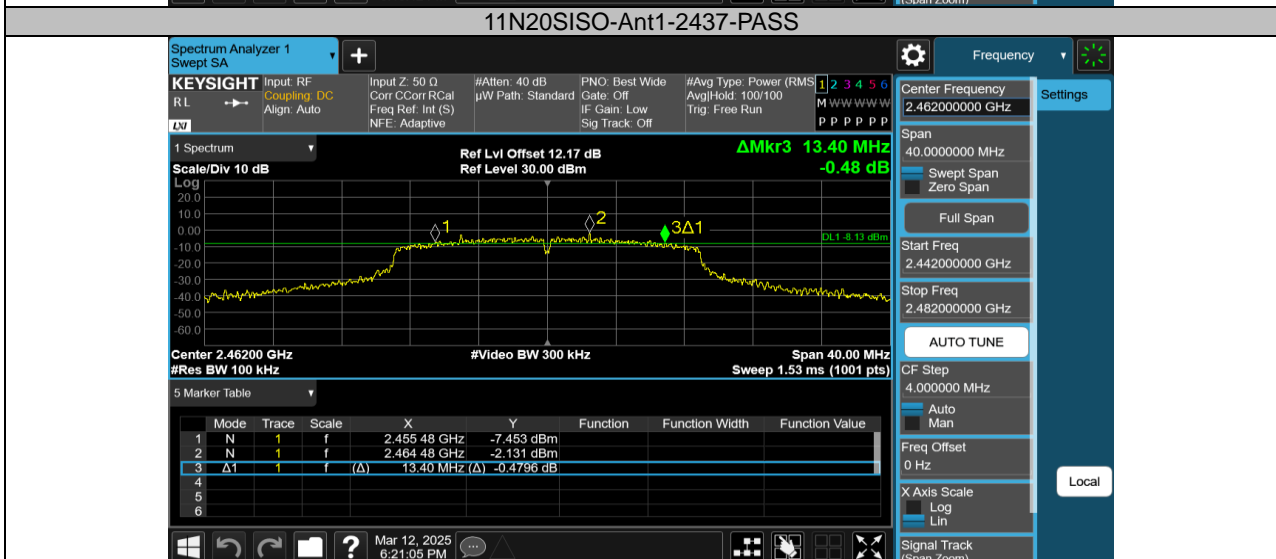 (Span Zoom)
11N20SISO-Ant1-2437-PASS
Spectrum Analyzer 1
Swept SA
+
Frequency
KEYSIGHT
RL
LXI
Input: RF
Coupling: DC
Align: Auto
Input Z: 50 Ω
Corr CCorr RCal
Freq Ref: Int (S)
NFE: Adaptive
#Atten: 40 dB
µW Path: Standard
PNO: Best Wide
Gate: Off
IF Gain: Low
Sig Track: Off
#Avg Type: Power (RMS
Avg|Hold: 100/100
Trig: Free Run
1 2 3 4 5 6
M W W W W W
P P P P P P
Center Frequency
2.462000000 GHz
Settings
Span
40.0000000 MHz
Swept Span
Zero Span
Full Span
Start Freq
2.442000000 GHz
Stop Freq
2.482000000 GHz
AUTO TUNE
CF Step
4.000000 MHz
Auto
Man
Freq Offset
0 Hz
X Axis Scale
Log
Lin
Signal Track
(Span Zoom)
Local
1 Spectrum
Scale/Div 10 dB
Ref Lvl Offset 12.17 dB
Ref Level 30.00 dBm
ΔMkr3 13.40 MHz
-0.48 dB
Log
20.0
10.0
0.00
-10.0
-20.0
-30.0
-40.0
-50.0
-60.0
1
2
3Δ1
DL1 -8.13 dBm
Center 2.46200 GHz
#Video BW 300 kHz
Span 40.00 MHz
#Res BW 100 kHz
Sweep 1.53 ms (1001 pts)
5 Marker Table
Mode Trace Scale X Y Function Function Width Function Value
1 N 1 f 2.455 48 GHz -7.453 dBm
2 N 1 f 2.464 48 GHz -2.131 dBm
3 Δ1 1 f (Δ) 13.40 MHz (Δ) -0.4796 dB
4
5
6
?
Mar 12, 2025
6:21:05 PM